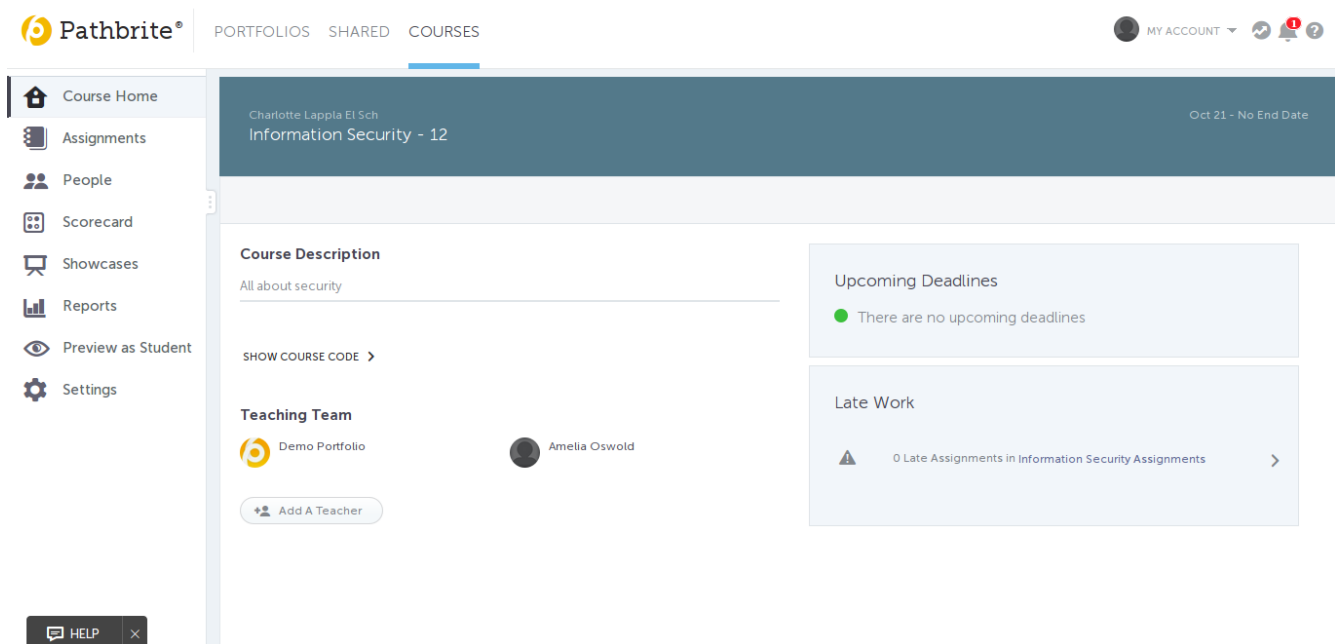 Pathbrite®
PORTFOLIOS SHARED COURSES
MY ACCOUNT
1
?
Course Home
Assignments
People
Scorecard
Showcases
Reports
Preview as Student
Settings
Charlotte Lappla El Sch
Information Security - 12
Oct 21 - No End Date
Course Description
All about security
SHOW COURSE CODE
Teaching Team
Demo Portfolio
Amelia Oswold
Add A Teacher
Upcoming Deadlines
There are no upcoming deadlines
Late Work
0 Late Assignments in Information Security Assignments
HELP